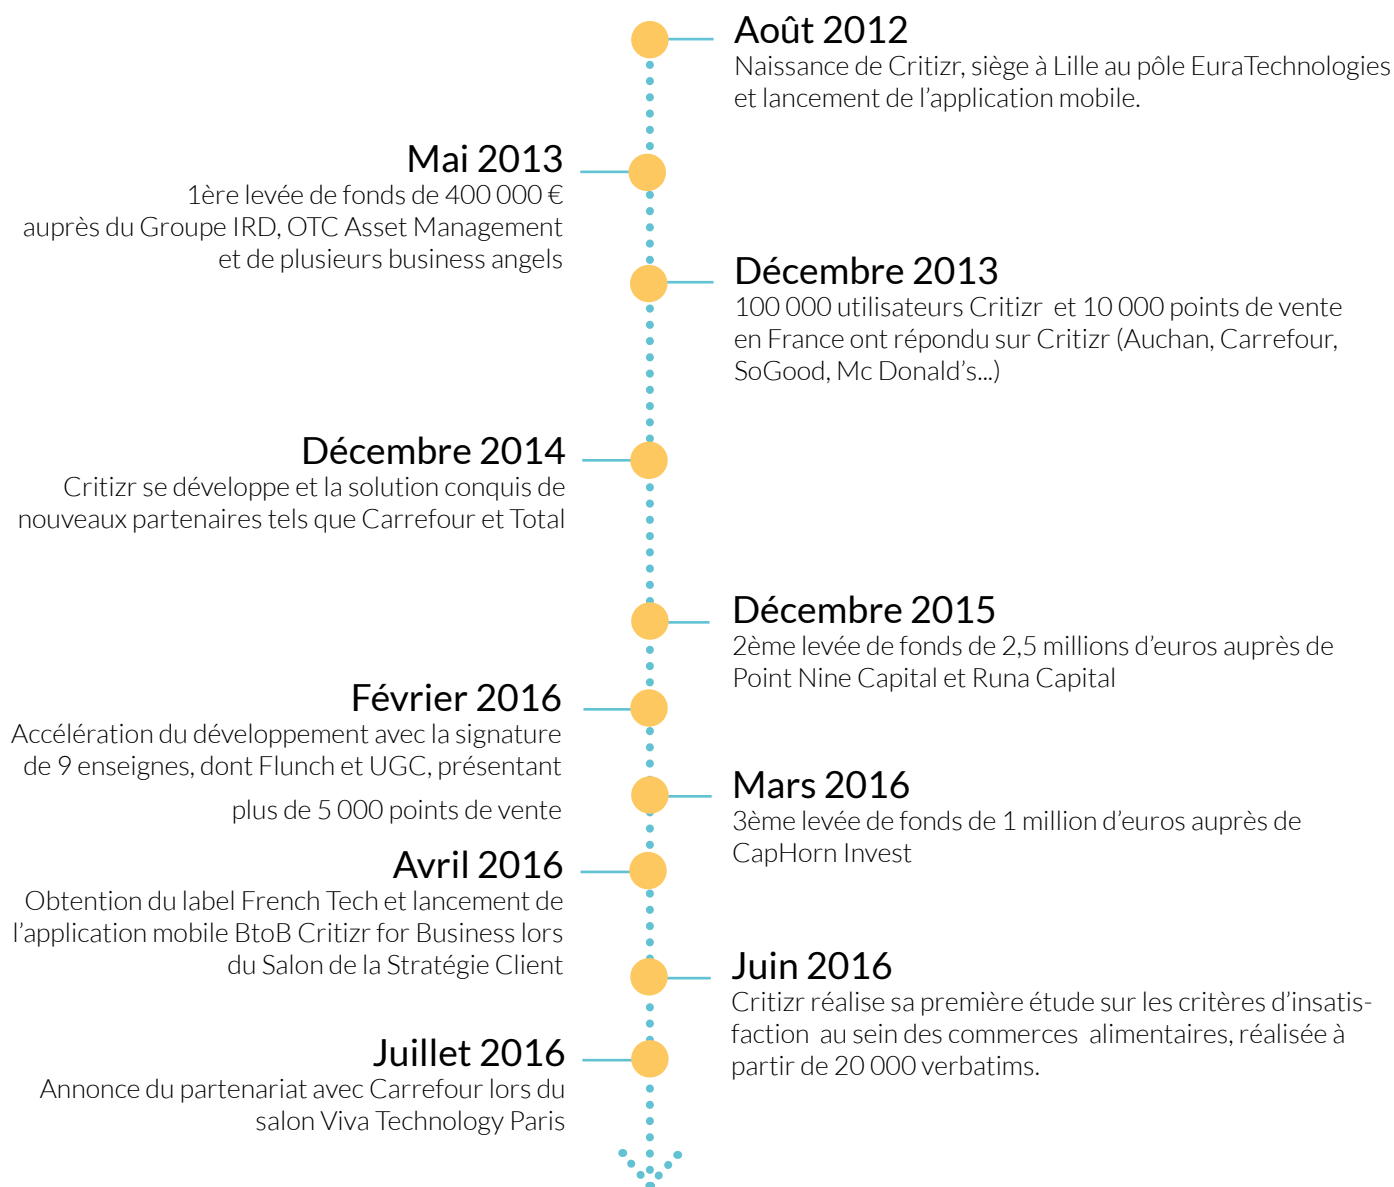 Août 2012
Naissance de Critizr, siège à Lille au pôle EuraTechnologies
et lancement de l’application mobile.
Mai 2013
1ère levée de fonds de 400 000 €
auprès du Groupe IRD, OTC Asset Management
et de plusieurs business angels
Décembre 2013
100 000 utilisateurs Critizr et 10 000 points de vente
en France ont répondu sur Critizr (Auchan, Carrefour,
SoGood, Mc Donald’s...)
Décembre 2014
Critizr se développe et la solution conquis de
nouveaux partenaires tels que Carrefour et Total
Décembre 2015
2ème levée de fonds de 2,5 millions d’euros auprès de
Point Nine Capital et Runa Capital
Février 2016
Accélération du développement avec la signature
de 9 enseignes, dont Flunch et UGC, présentant
plus de 5 000 points de vente
Mars 2016
3ème levée de fonds de 1 million d’euros auprès de
CapHorn Invest
Avril 2016
Obtention du label French Tech et lancement de
l’application mobile BtoB Critizr for Business lors
du Salon de la Stratégie Client
Juin 2016
Critizr réalise sa première étude sur les critères d’insatis-
faction au sein des commerces alimentaires, réalisée à
partir de 20 000 verbatims.
Juillet 2016
Annonce du partenariat avec Carrefour lors du
salon Viva Technology Paris